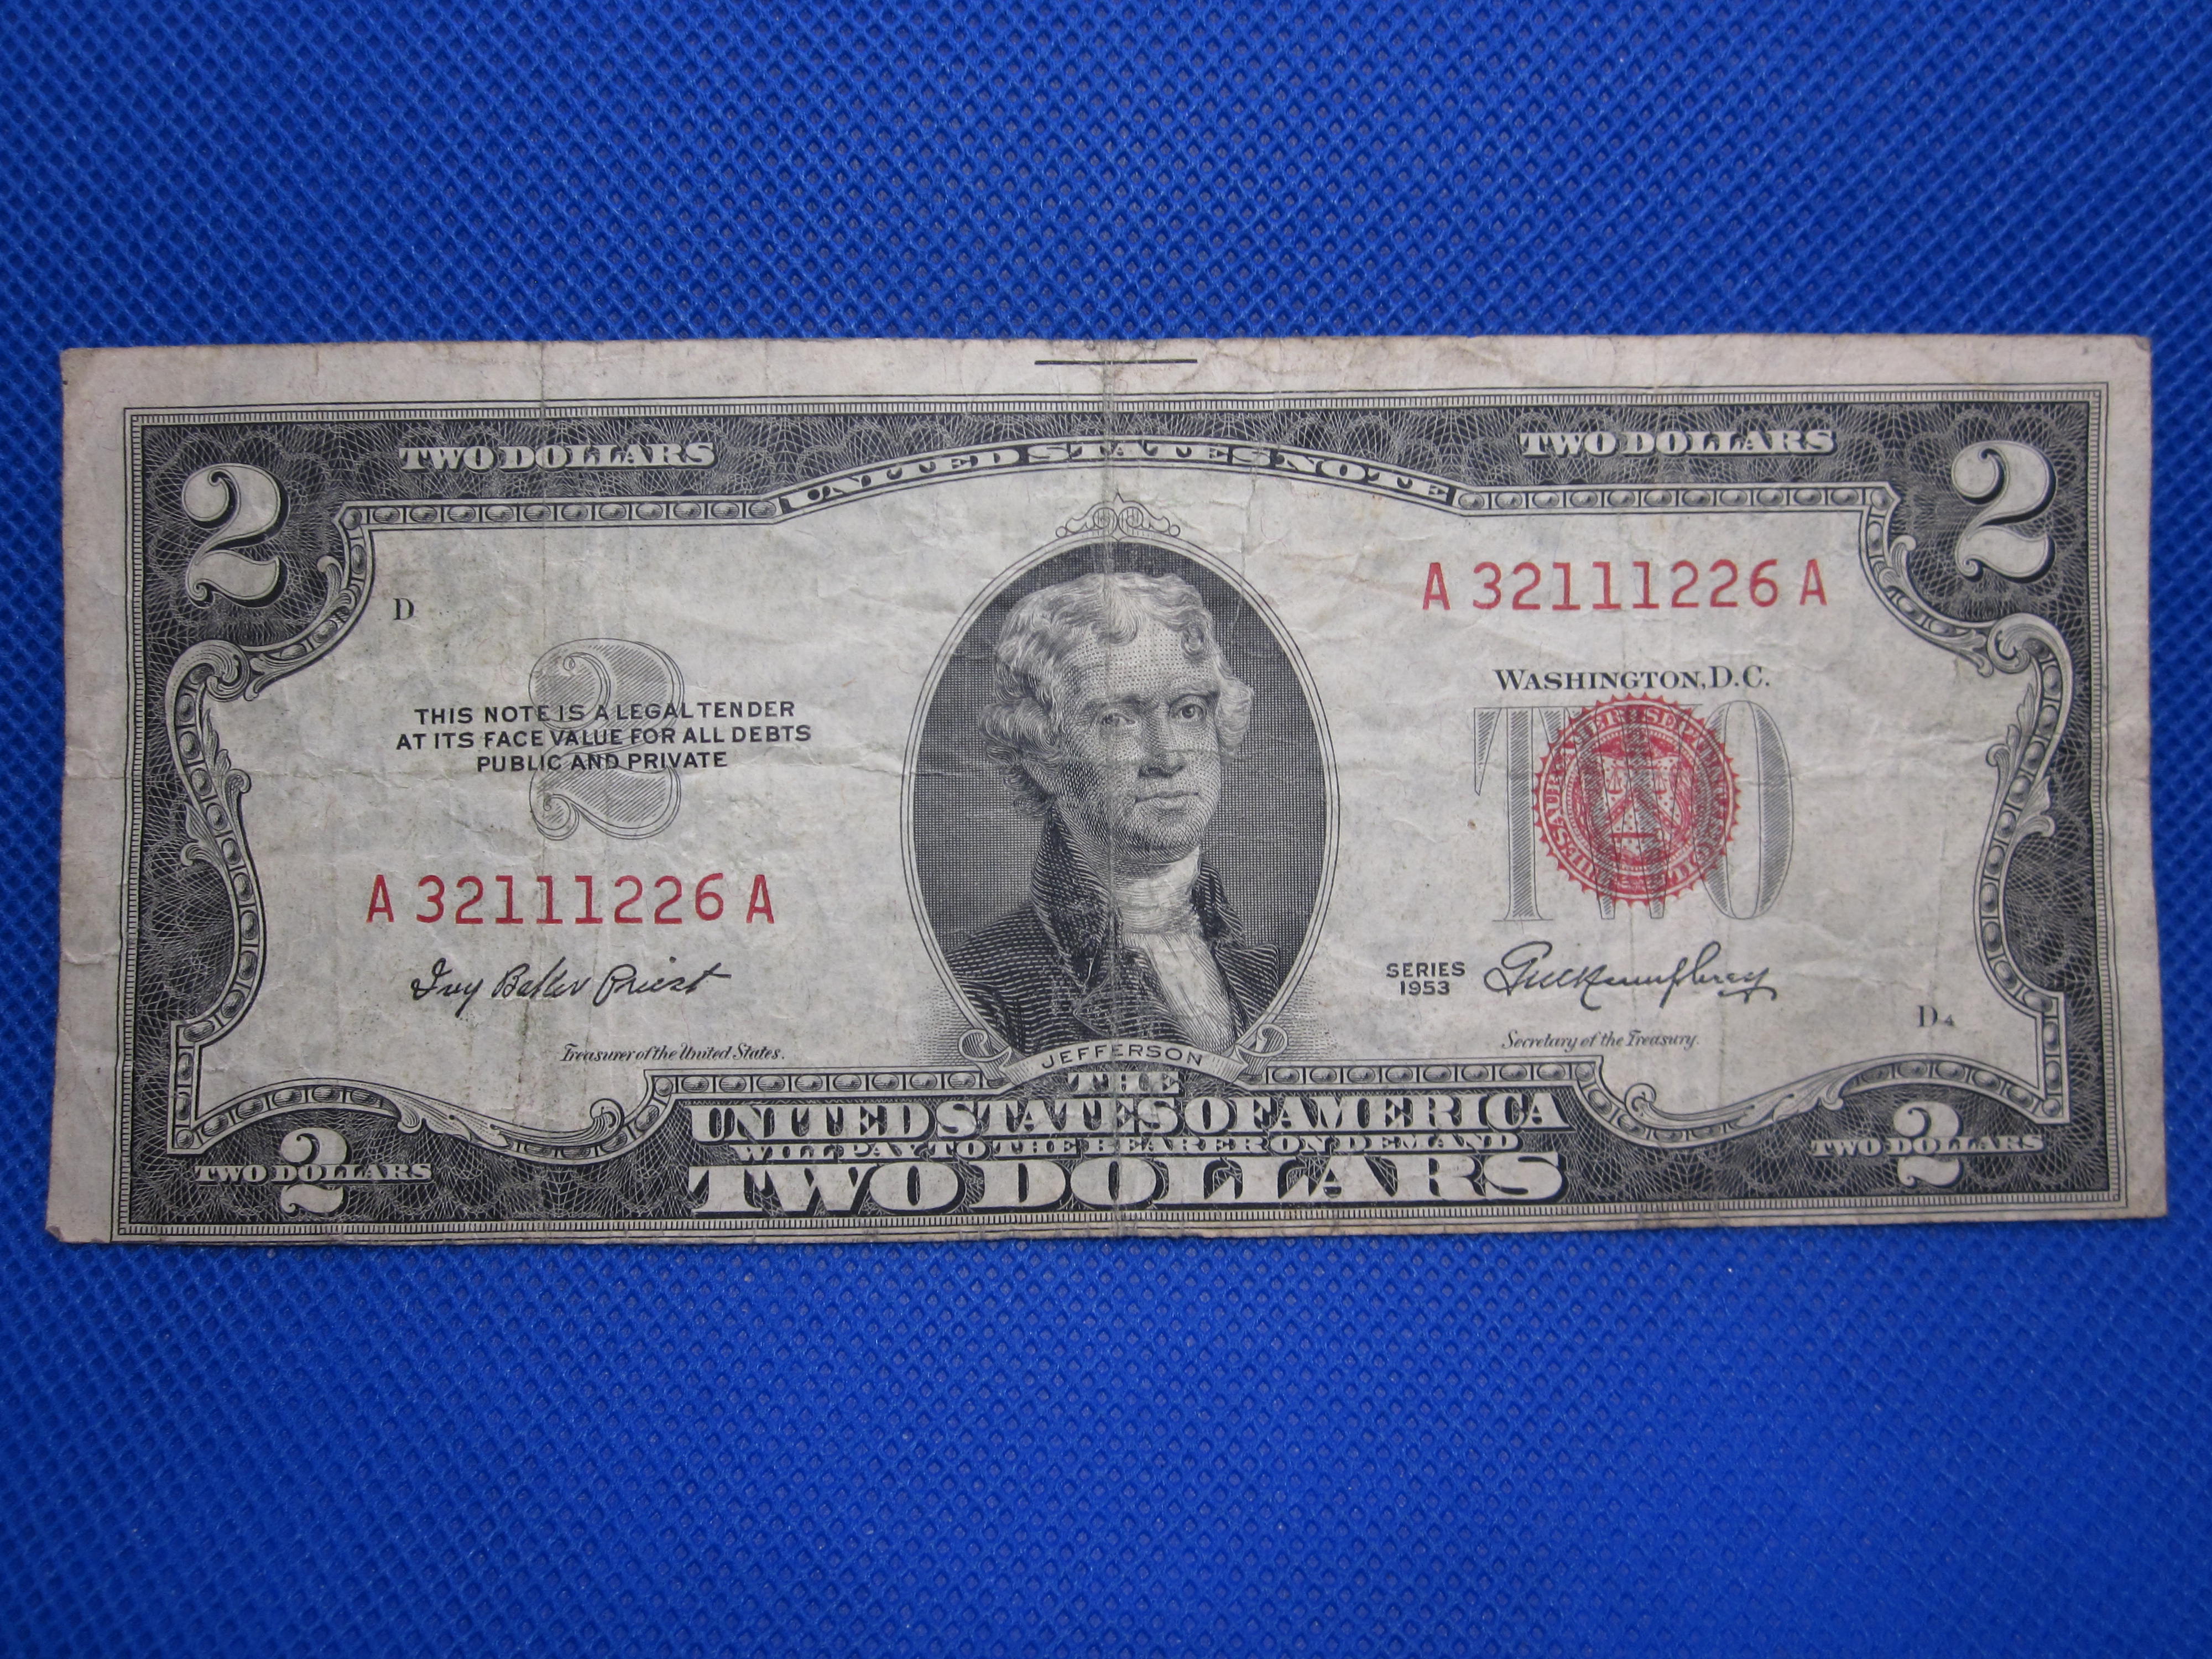 TWO DOLLARS
TWO DOLLARS
2
2
UNITED STATES NOTE
A 32111226 A
D
WASHINGTON, D.C.
2
THIS NOTE IS A LEGAL TENDER
AT ITS FACE VALUE FOR ALL DEBTS
PUBLIC AND PRIVATE
TWO
A 32111226 A
Ivy Baker Priest
SERIES
1953
Treasurer of the United States.
Secretary of the Treasury.
D 4
JEFFERSON
THE
UNITED STATES OF AMERICA
WILL PAY TO THE BEARER ON DEMAND
TWO DOLLARS
2
TWO DOLLARS
2
TWO DOLLARS